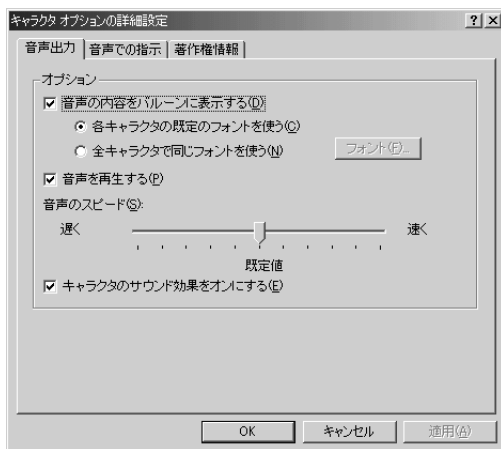 キャラクタ オプションの詳細設定
音声出力 音声での指示 著作権情報
オプション
音声の内容をバルーンに表示する(D)
各キャラクタの既定のフォントを使う(C)
全キャラクタで同じフォントを使う(N) フォント(F)...
音声を再生する(P)
音声のスピード(S):
遅く 速く
既定値
キャラクタのサウンド効果をオンにする(E)
OK キャンセル 適用(A)